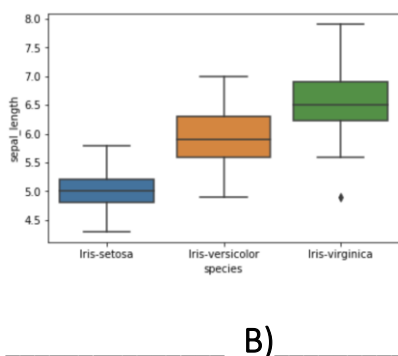 8.0
7.5
7.0
6.5
6.0
5.5
5.0
4.5
sepal_length
Iris-setosa Iris-versicolor Iris-virginica
species
B)